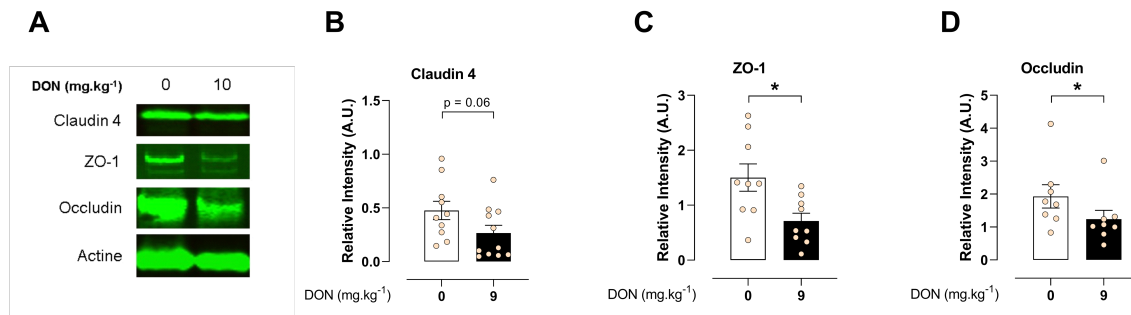 A
DON (mg.kg-1) 0 10
Claudin 4
ZO-1
Occludin
Actine
B
Claudin 4
Relative Intensity (A.U.)
1.5
1.0
0.5
0.0
p = 0.06
DON (mg.kg-1) 0 9
C
ZO-1
Relative Intensity (A.U.)
3
2
1
0
*
DON (mg.kg-1) 0 9
D
Occludin
Relative Intensity (A.U.)
5
4
3
2
1
0
*
DON (mg.kg-1) 0 9